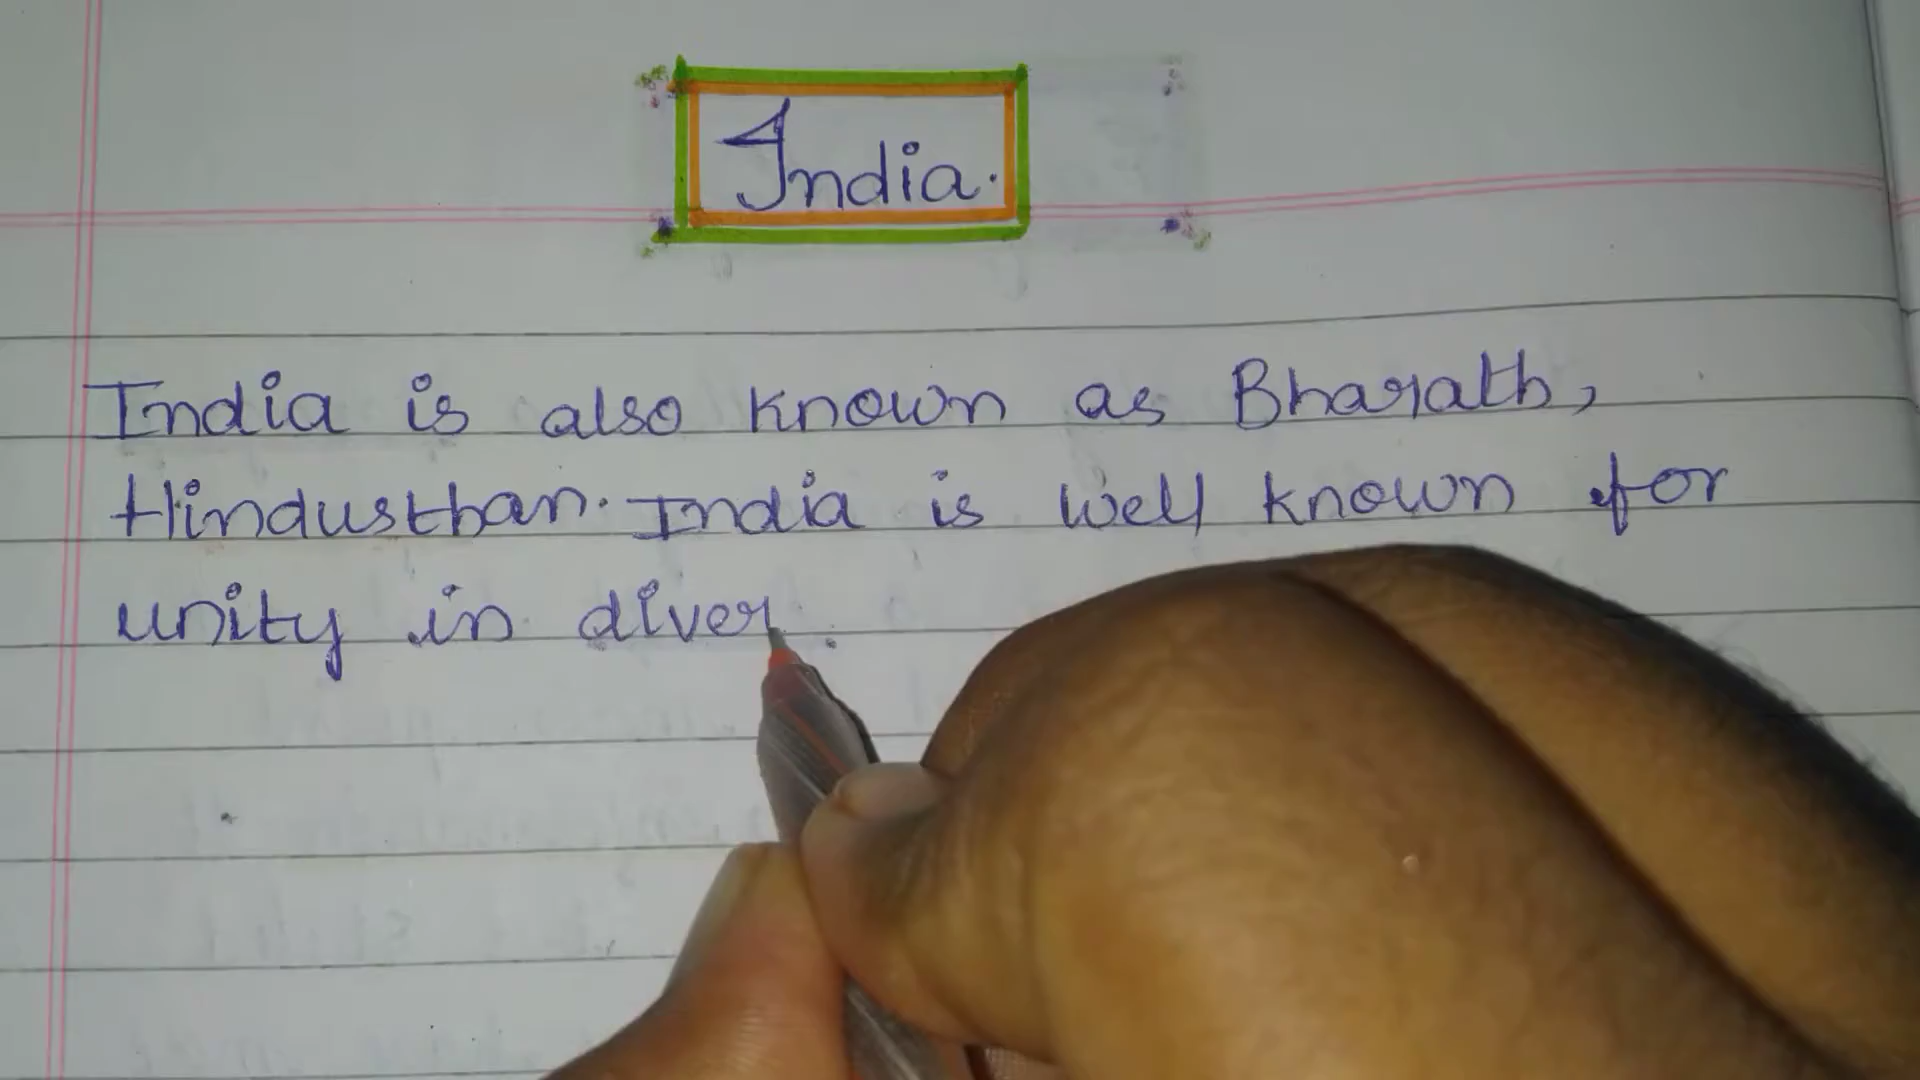 India.
India is also known as Bharath,
Hindusthan. India is well known for
unity in diver